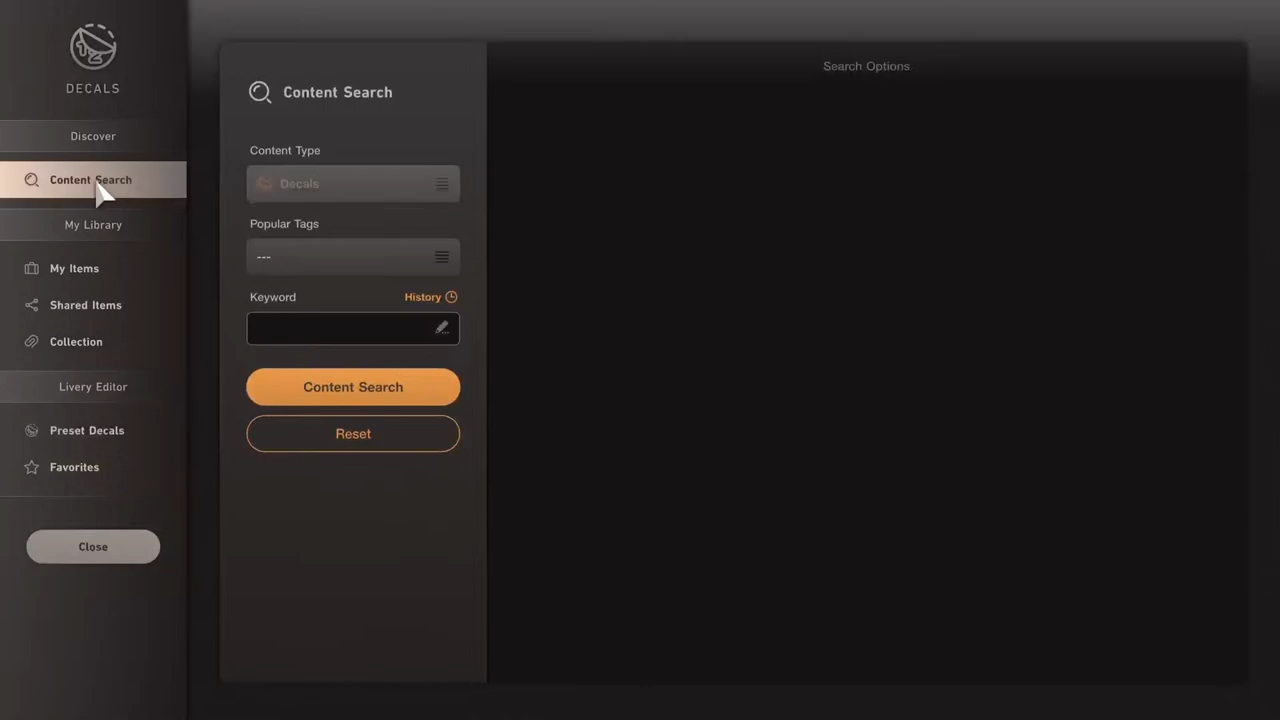 DECALS
Discover
Content Search
My Library
My Items
Shared Items
Collection
Livery Editor
Preset Decals
Favorites
Close
Content Search
Content Type
Decals
Popular Tags
---
Keyword
History
Content Search
Reset
Search Options